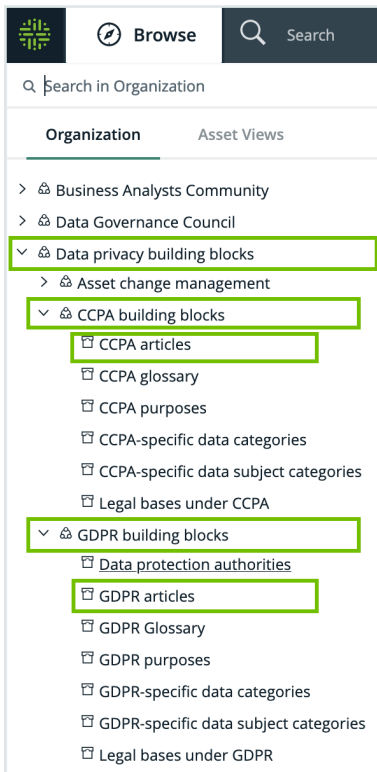 Browse Search
Search in Organization
Organization Asset Views
Business Analysts Community
Data Governance Council
Data privacy building blocks
Asset change management
CCPA building blocks
CCPA articles
CCPA glossary
CCPA purposes
CCPA-specific data categories
CCPA-specific data subject categories
Legal bases under CCPA
GDPR building blocks
Data protection authorities
GDPR articles
GDPR Glossary
GDPR purposes
GDPR-specific data categories
GDPR-specific data subject categories
Legal bases under GDPR